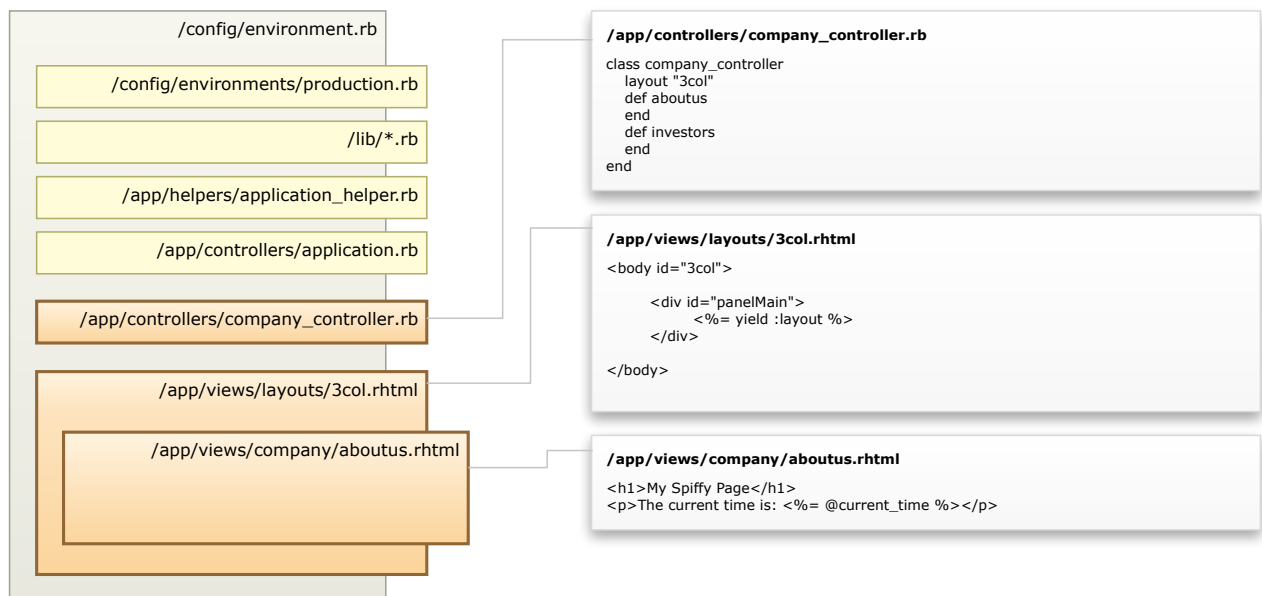 /config/environment.rb
/config/environments/production.rb
/lib/*.rb
/app/helpers/application_helper.rb
/app/controllers/application.rb
/app/controllers/company_controller.rb
/app/views/layouts/3col.rhtml
/app/views/company/aboutus.rhtml
/app/controllers/company_controller.rb
class company_controller
layout "3col"
def aboutus
end
def investors
end
end
/app/views/layouts/3col.rhtml
<body id="3col">
<div id="panelMain">
<%= yield :layout %>
</div>
</body>
/app/views/company/aboutus.rhtml
<h1>My Spiffy Page</h1>
<p>The current time is: <%= @current_time %></p>